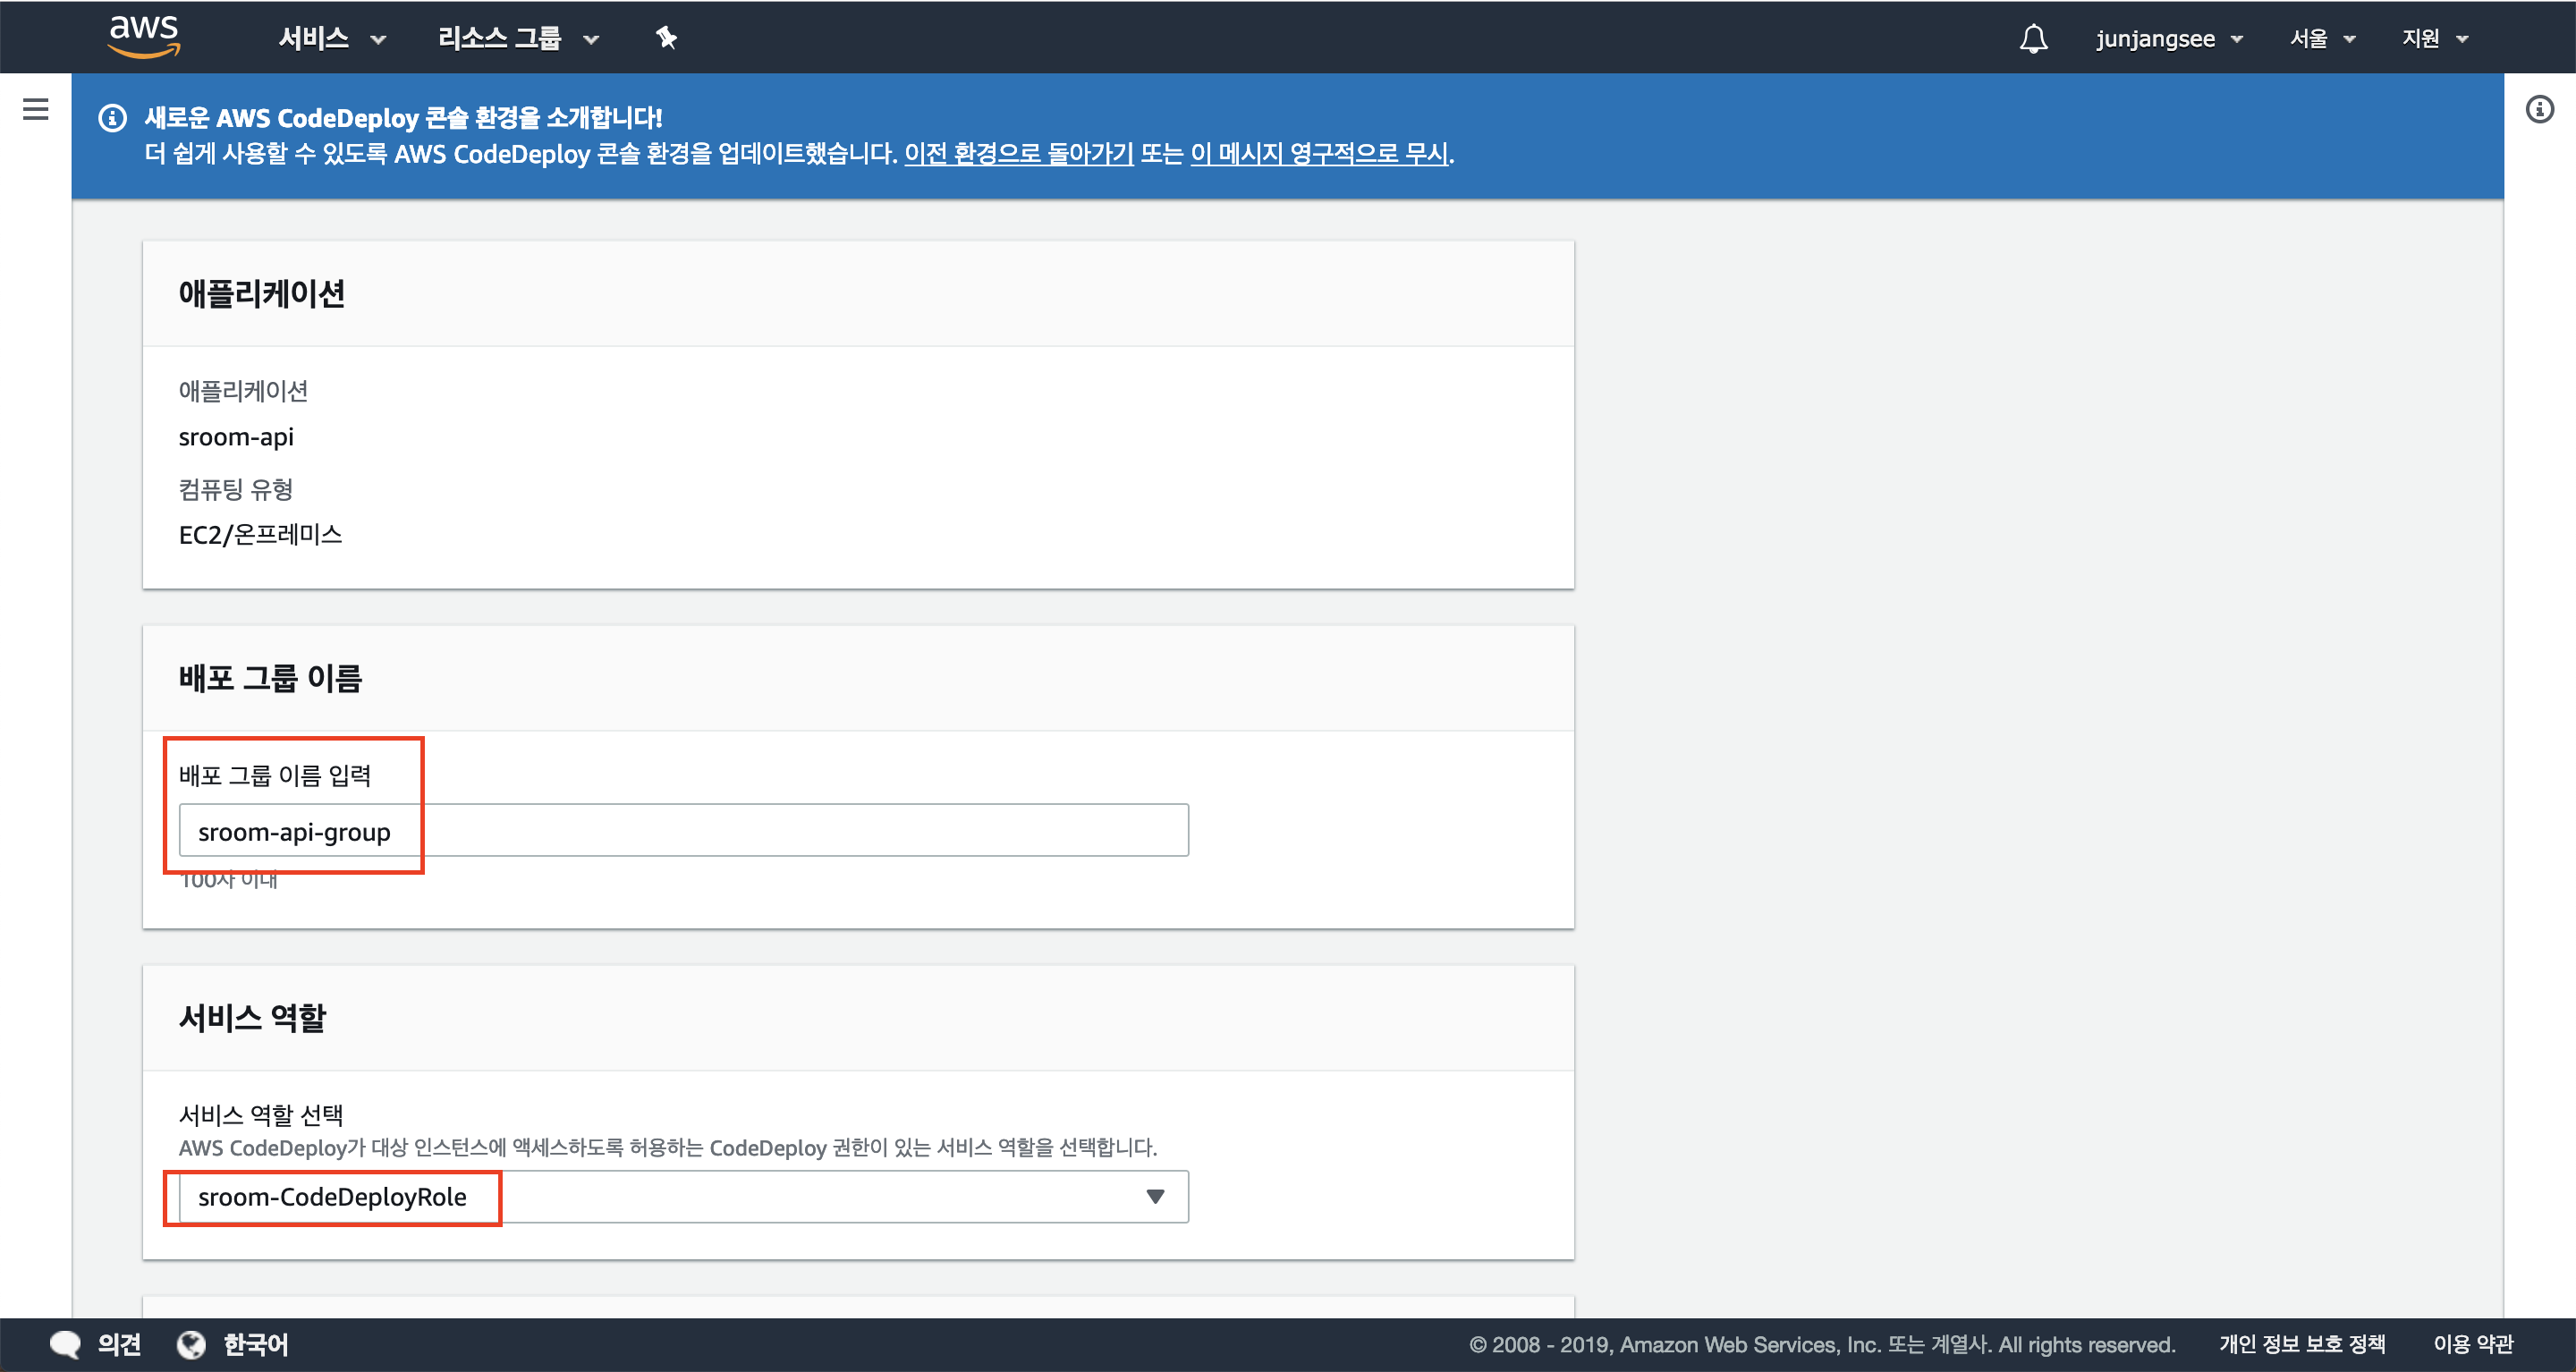 aws 서비스 리소스 그룹 junjangsee 서울 지원
새로운 AWS CodeDeploy 콘솔 환경을 소개합니다!
더 쉽게 사용할 수 있도록 AWS CodeDeploy 콘솔 환경을 업데이트했습니다. 이전 환경으로 돌아가기 또는 이 메시지 영구적으로 무시.
애플리케이션
애플리케이션
sroom-api
컴퓨팅 유형
EC2/온프레미스
배포 그룹 이름
배포 그룹 이름 입력
sroom-api-group
100자 이내
서비스 역할
서비스 역할 선택
AWS CodeDeploy가 대상 인스턴스에 액세스하도록 허용하는 CodeDeploy 권한이 있는 서비스 역할을 선택합니다.
sroom-CodeDeployRole
의견 한국어 © 2008 - 2019, Amazon Web Services, Inc. 또는 계열사. All rights reserved. 개인 정보 보호 정책 이용 약관